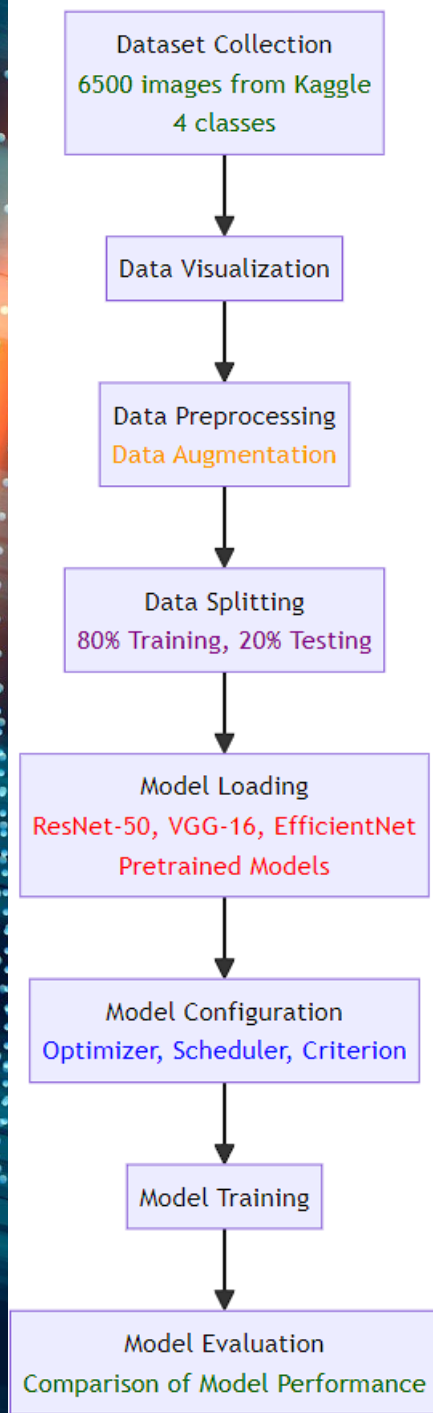 Dataset Collection
6500 images from Kaggle
4 classes
Data Visualization
Data Preprocessing
Data Augmentation
Data Splitting
80% Training, 20% Testing
Model Loading
ResNet-50, VGG-16, EfficientNet
Pretrained Models
Model Configuration
Optimizer, Scheduler, Criterion
Model Training
Model Evaluation
Comparison of Model Performance